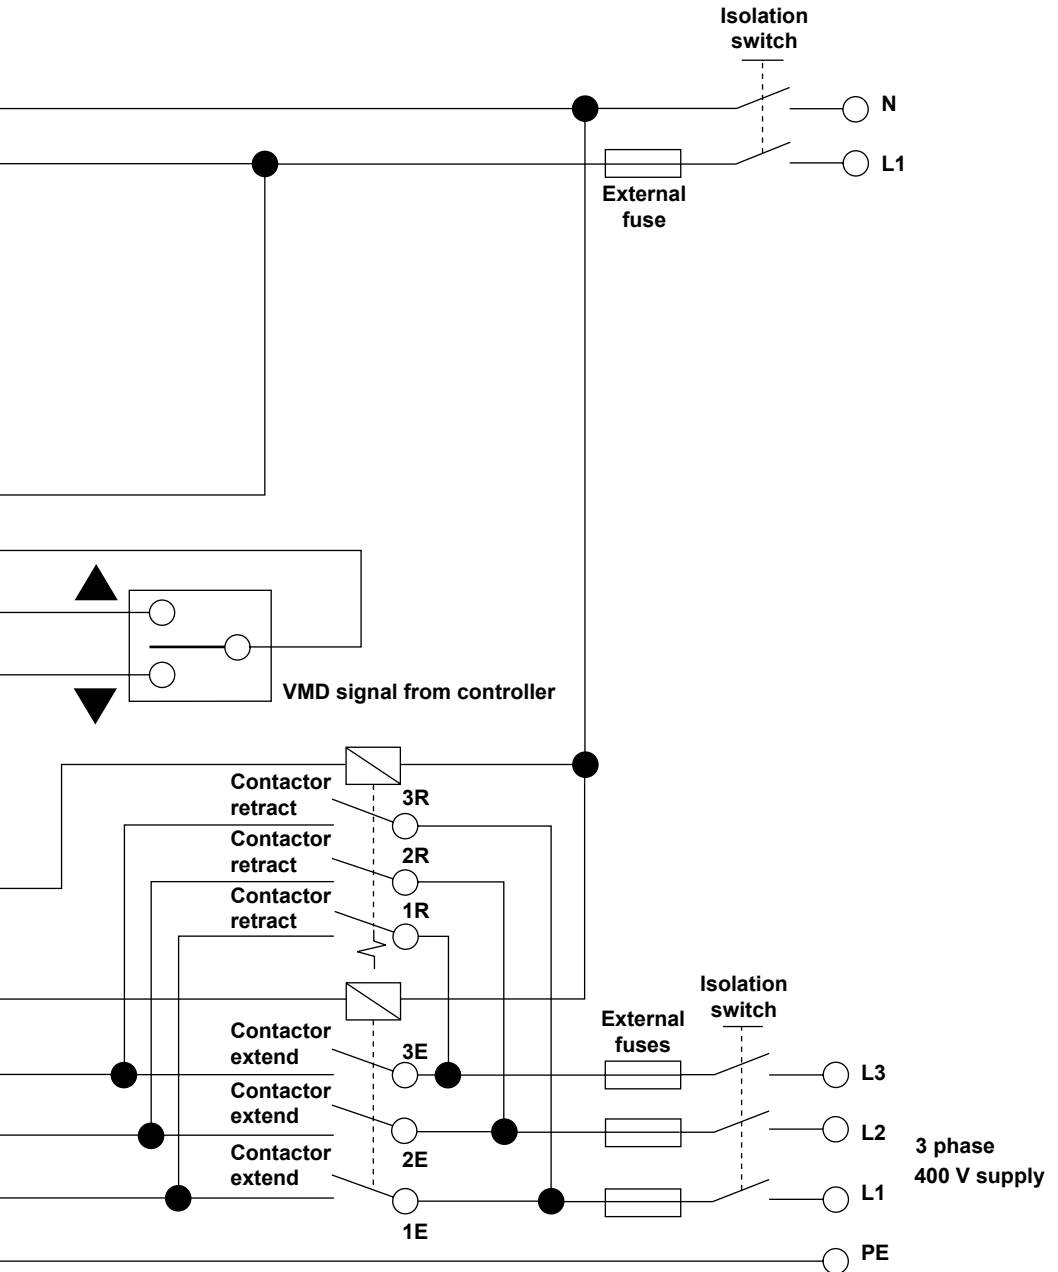 Isolation
switch
N
L1
External
fuse
VMD signal from controller
Contactor
retract
3R
Contactor
retract
2R
Contactor
retract
1R
Isolation
switch
External
fuses
Contactor
extend
3E
L3
Contactor
extend
2E
L2
3 phase
400 V supply
Contactor
extend
1E
L1
PE